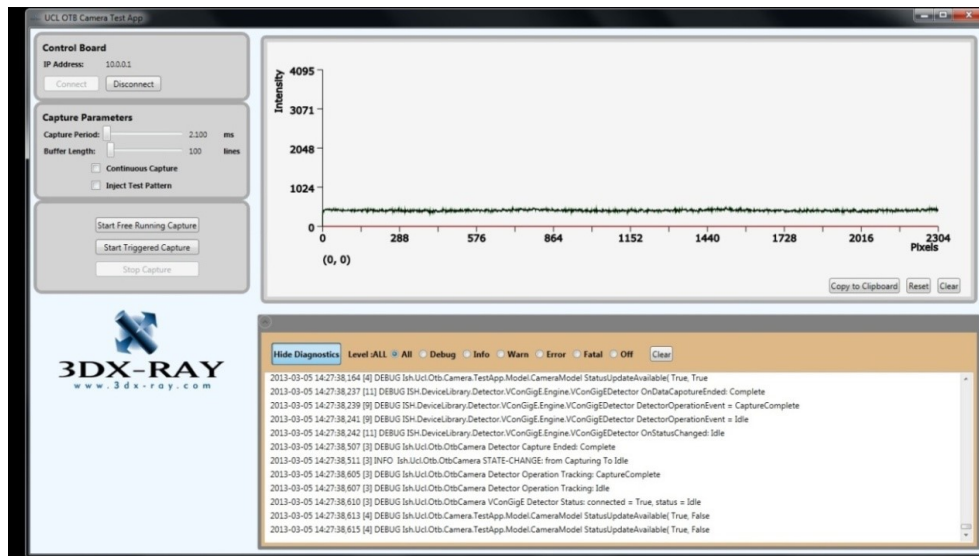 UCL OTB Camera Test App
Control Board
IP Address: 10.0.0.1
Connect Disconnect
Capture Parameters
Capture Period: 2.100 ms
Buffer Length: 100 lines
Continuous Capture
Inject Test Pattern
Start Free Running Capture
Start Triggered Capture
Stop Capture
3DX-RAY
www.3dx-ray.com
Intensity
4095
3071
2048
1024
0
0 288 576 864 1152 1440 1728 2016 2304
Pixels
(0, 0)
Copy to Clipboard Reset Clear
Hide Diagnostics Level :ALL All Debug Info Warn Error Fatal Off Clear
2013-03-05 14:27:38,164 [4] DEBUG Ish.Ucl.Otb.Camera.TestApp.Model.CameraModel StatusUpdateAvailable( True, True
2013-03-05 14:27:38,237 [11] DEBUG ISH.DeviceLibrary.Detector.VConGigE.Engine.VConGigEDetector OnDataCapotureEnded: Complete
2013-03-05 14:27:38,239 [9] DEBUG ISH.DeviceLibrary.Detector.VConGigE.Engine.VConGigEDetector DetectorOperationEvent = CaptureComplete
2013-03-05 14:27:38,241 [9] DEBUG ISH.DeviceLibrary.Detector.VConGigE.Engine.VConGigEDetector DetectorOperationEvent = Idle
2013-03-05 14:27:38,242 [11] DEBUG ISH.DeviceLibrary.Detector.VConGigE.Engine.VConGigEDetector OnStatusChanged: Idle
2013-03-05 14:27:38,507 [3] DEBUG Ish.Ucl.Otb.OtbCamera Detector Capture Ended: Complete
2013-03-05 14:27:38,511 [3] INFO Ish.Ucl.Otb.OtbCamera STATE-CHANGE: from Capturing To Idle
2013-03-05 14:27:38,605 [3] DEBUG Ish.Ucl.Otb.OtbCamera Detector Operation Tracking: CaptureComplete
2013-03-05 14:27:38,607 [3] DEBUG Ish.Ucl.Otb.OtbCamera Detector Operation Tracking: Idle
2013-03-05 14:27:38,610 [3] DEBUG Ish.Ucl.Otb.OtbCamera VConGigE Detector Status: connected = True, status = Idle
2013-03-05 14:27:38,613 [4] DEBUG Ish.Ucl.Otb.Camera.TestApp.Model.CameraModel StatusUpdateAvailable( True, False
2013-03-05 14:27:38,615 [4] DEBUG Ish.Ucl.Otb.Camera.TestApp.Model.CameraModel StatusUpdateAvailable( True, False